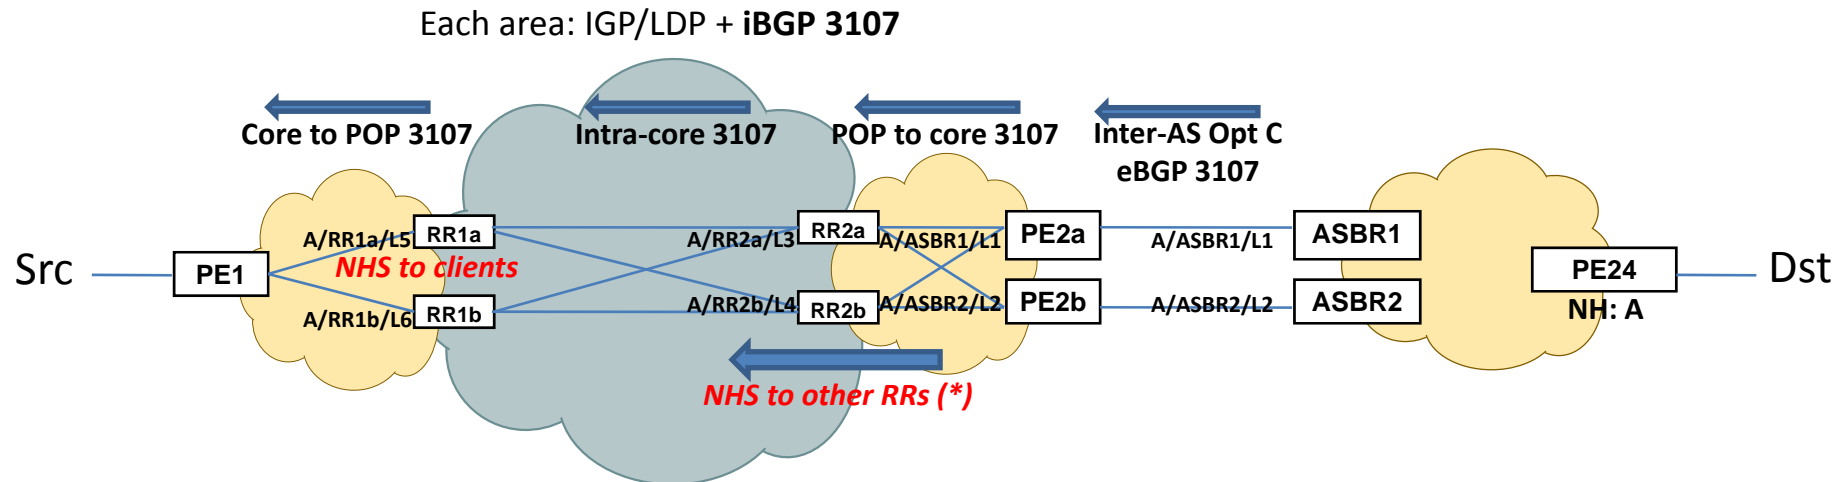 Each area: IGP/LDP + iBGP 3107
Core to POP 3107
Intra-core 3107
POP to core 3107
Inter-AS Opt C
eBGP 3107
Src
PE1
A/RR1a/L5
RR1a
NHS to clients
A/RR1b/L6
RR1b
A/RR2a/L3
RR2a
A/RR2b/L4
RR2b
A/ASBR1/L1
PE2a
A/ASBR2/L2
PE2b
A/ASBR1/L1
ASBR1
A/ASBR2/L2
ASBR2
PE24
NH: A
Dst
NHS to other RRs (*)